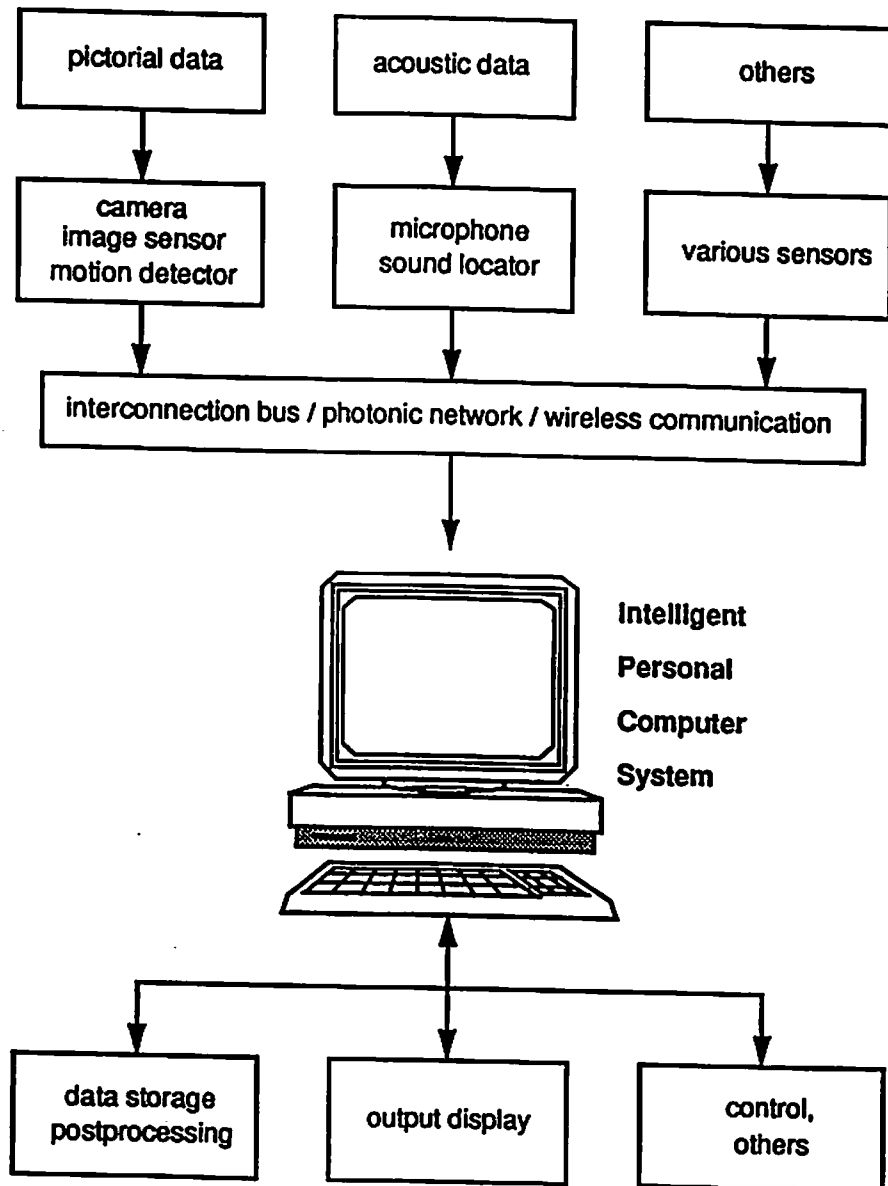 pictorial data
acoustic data
others
camera
image sensor
motion detector
microphone
sound locator
various sensors
interconnection bus / photonic network / wireless communication
Intelligent
Personal
Computer
System
data storage
postprocessing
output display
control,
others